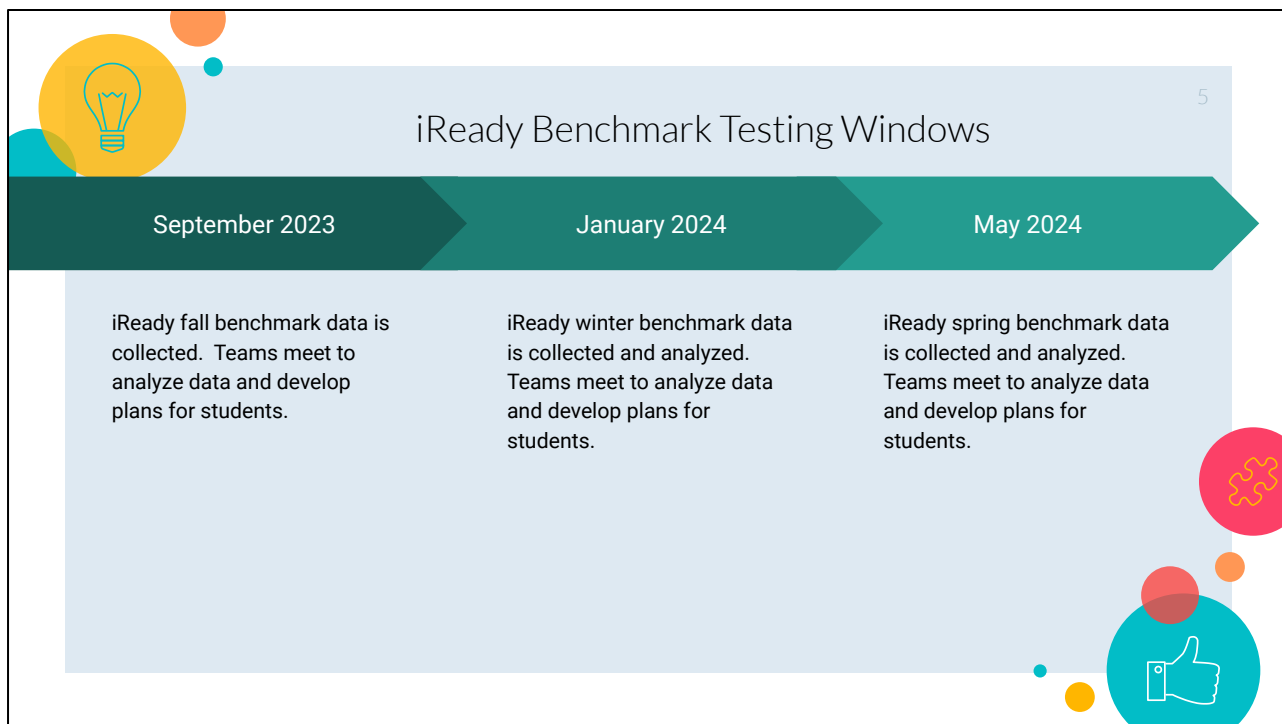 5
iReady Benchmark Testing Windows
September 2023
January 2024
May 2024
iReady fall benchmark data is
collected.  Teams meet to
analyze data and develop
plans for students.
iReady winter benchmark data
is collected and analyzed.
Teams meet to analyze data
and develop plans for
students.
iReady spring benchmark data
is collected and analyzed.
Teams meet to analyze data
and develop plans for
students.